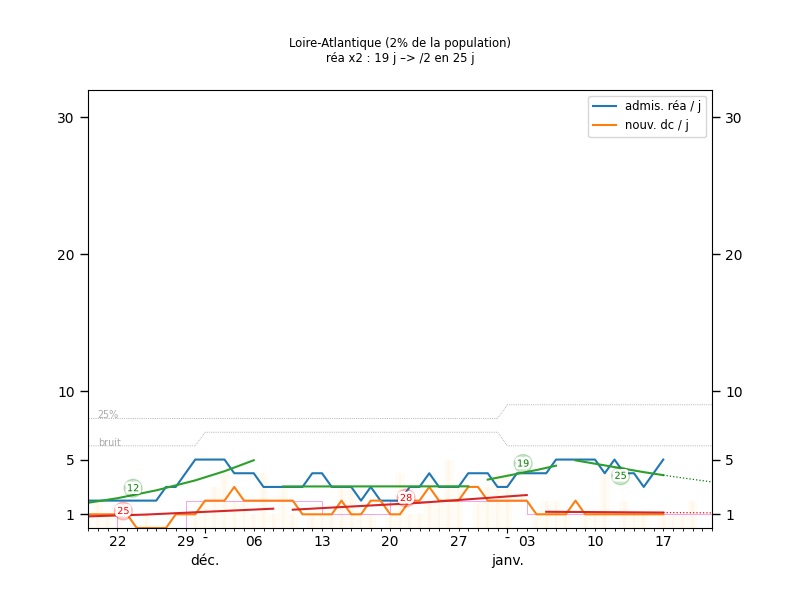 Loire-Atlantique (2% de la population)
réa x2 : 19 j –> /2 en 25 j
admis. réa / j
nouv. dc / j
30 30
20 20
10 10
25%
bruit
5 5
1 1
12 25 28 19 25
22 29 - 06 13 20 27 - 03 10 17
déc. janv.